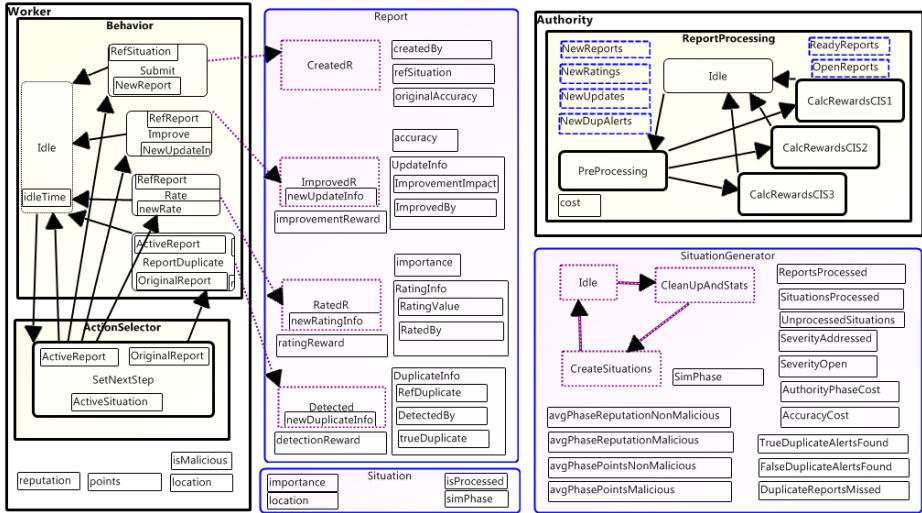 Worker
Behavior
RefSituation
Submit
NewReport
RefReport
Improve
NewUpdateIn
Idle
idleTime
RefReport
Rate
newRate
ActiveReport
ReportDuplicate
OriginalReport
ActionSelector
ActiveReport
OriginalReport
SetNextStep
ActiveSituation
isMalicious
reputation
points
location
Report
CreatedR
createdBy
refSituation
originalAccuracy
accuracy
ImprovedR
newUpdateInfo
improvementReward
UpdateInfo
ImprovementImpact
ImprovedBy
importance
RatedR
newRatingInfo
ratingReward
RatingInfo
RatingValue
RatedBy
Detected
newDuplicateInfo
detectionReward
DuplicateInfo
RefDuplicate
DetectedBy
trueDuplicate
Situation
importance
location
isProcessed
simPhase
Authority
ReportProcessing
NewReports
NewRatings
NewUpdates
NewDupAlerts
Idle
ReadyReports
OpenReports
CalcRewardsCIS1
CalcRewardsCIS2
CalcRewardsCIS3
PreProcessing
cost
SituationGenerator
Idle
CleanUpAndStats
CreateSituations
SimPhase
ReportsProcessed
SituationsProcessed
UnprocessedSituations
SeverityAddressed
SeverityOpen
AuthorityPhaseCost
AccuracyCost
avgPhaseReputationNonMalicious
avgPhaseReputationMalicious
avgPhasePointsNonMalicious
avgPhasePointsMalicious
TrueDuplicateAlertsFound
FalseDuplicateAlertsFound
DuplicateReportsMissed